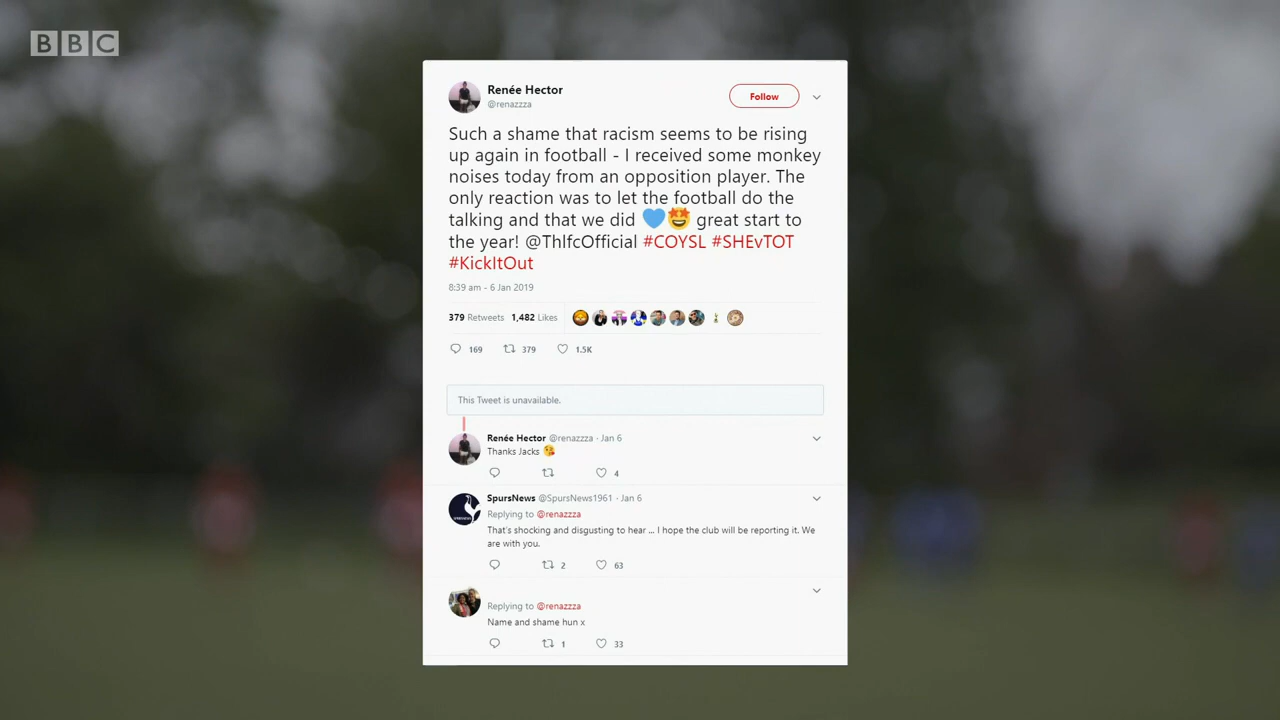 BBC
Renée Hector
@renazzza
Follow
Such a shame that racism seems to be rising
up again in football - I received some monkey
noises today from an opposition player. The
only reaction was to let the football do the
talking and that we did 💙🤩 great start to
the year! @ThlfcOfficial #COYSL #SHEvTOT
#KickItOut
8:39 am - 6 Jan 2019
379 Retweets 1,482 Likes
169 379 1.5K
This Tweet is unavailable.
Renée Hector @renazzza · Jan 6
Thanks Jacks 😘
4
SpursNews @SpursNews1961 · Jan 6
Replying to @renazzza
That's shocking and disgusting to hear ... I hope the club will be reporting it. We
are with you.
2 63
Replying to @renazzza
Name and shame hun x
1 33